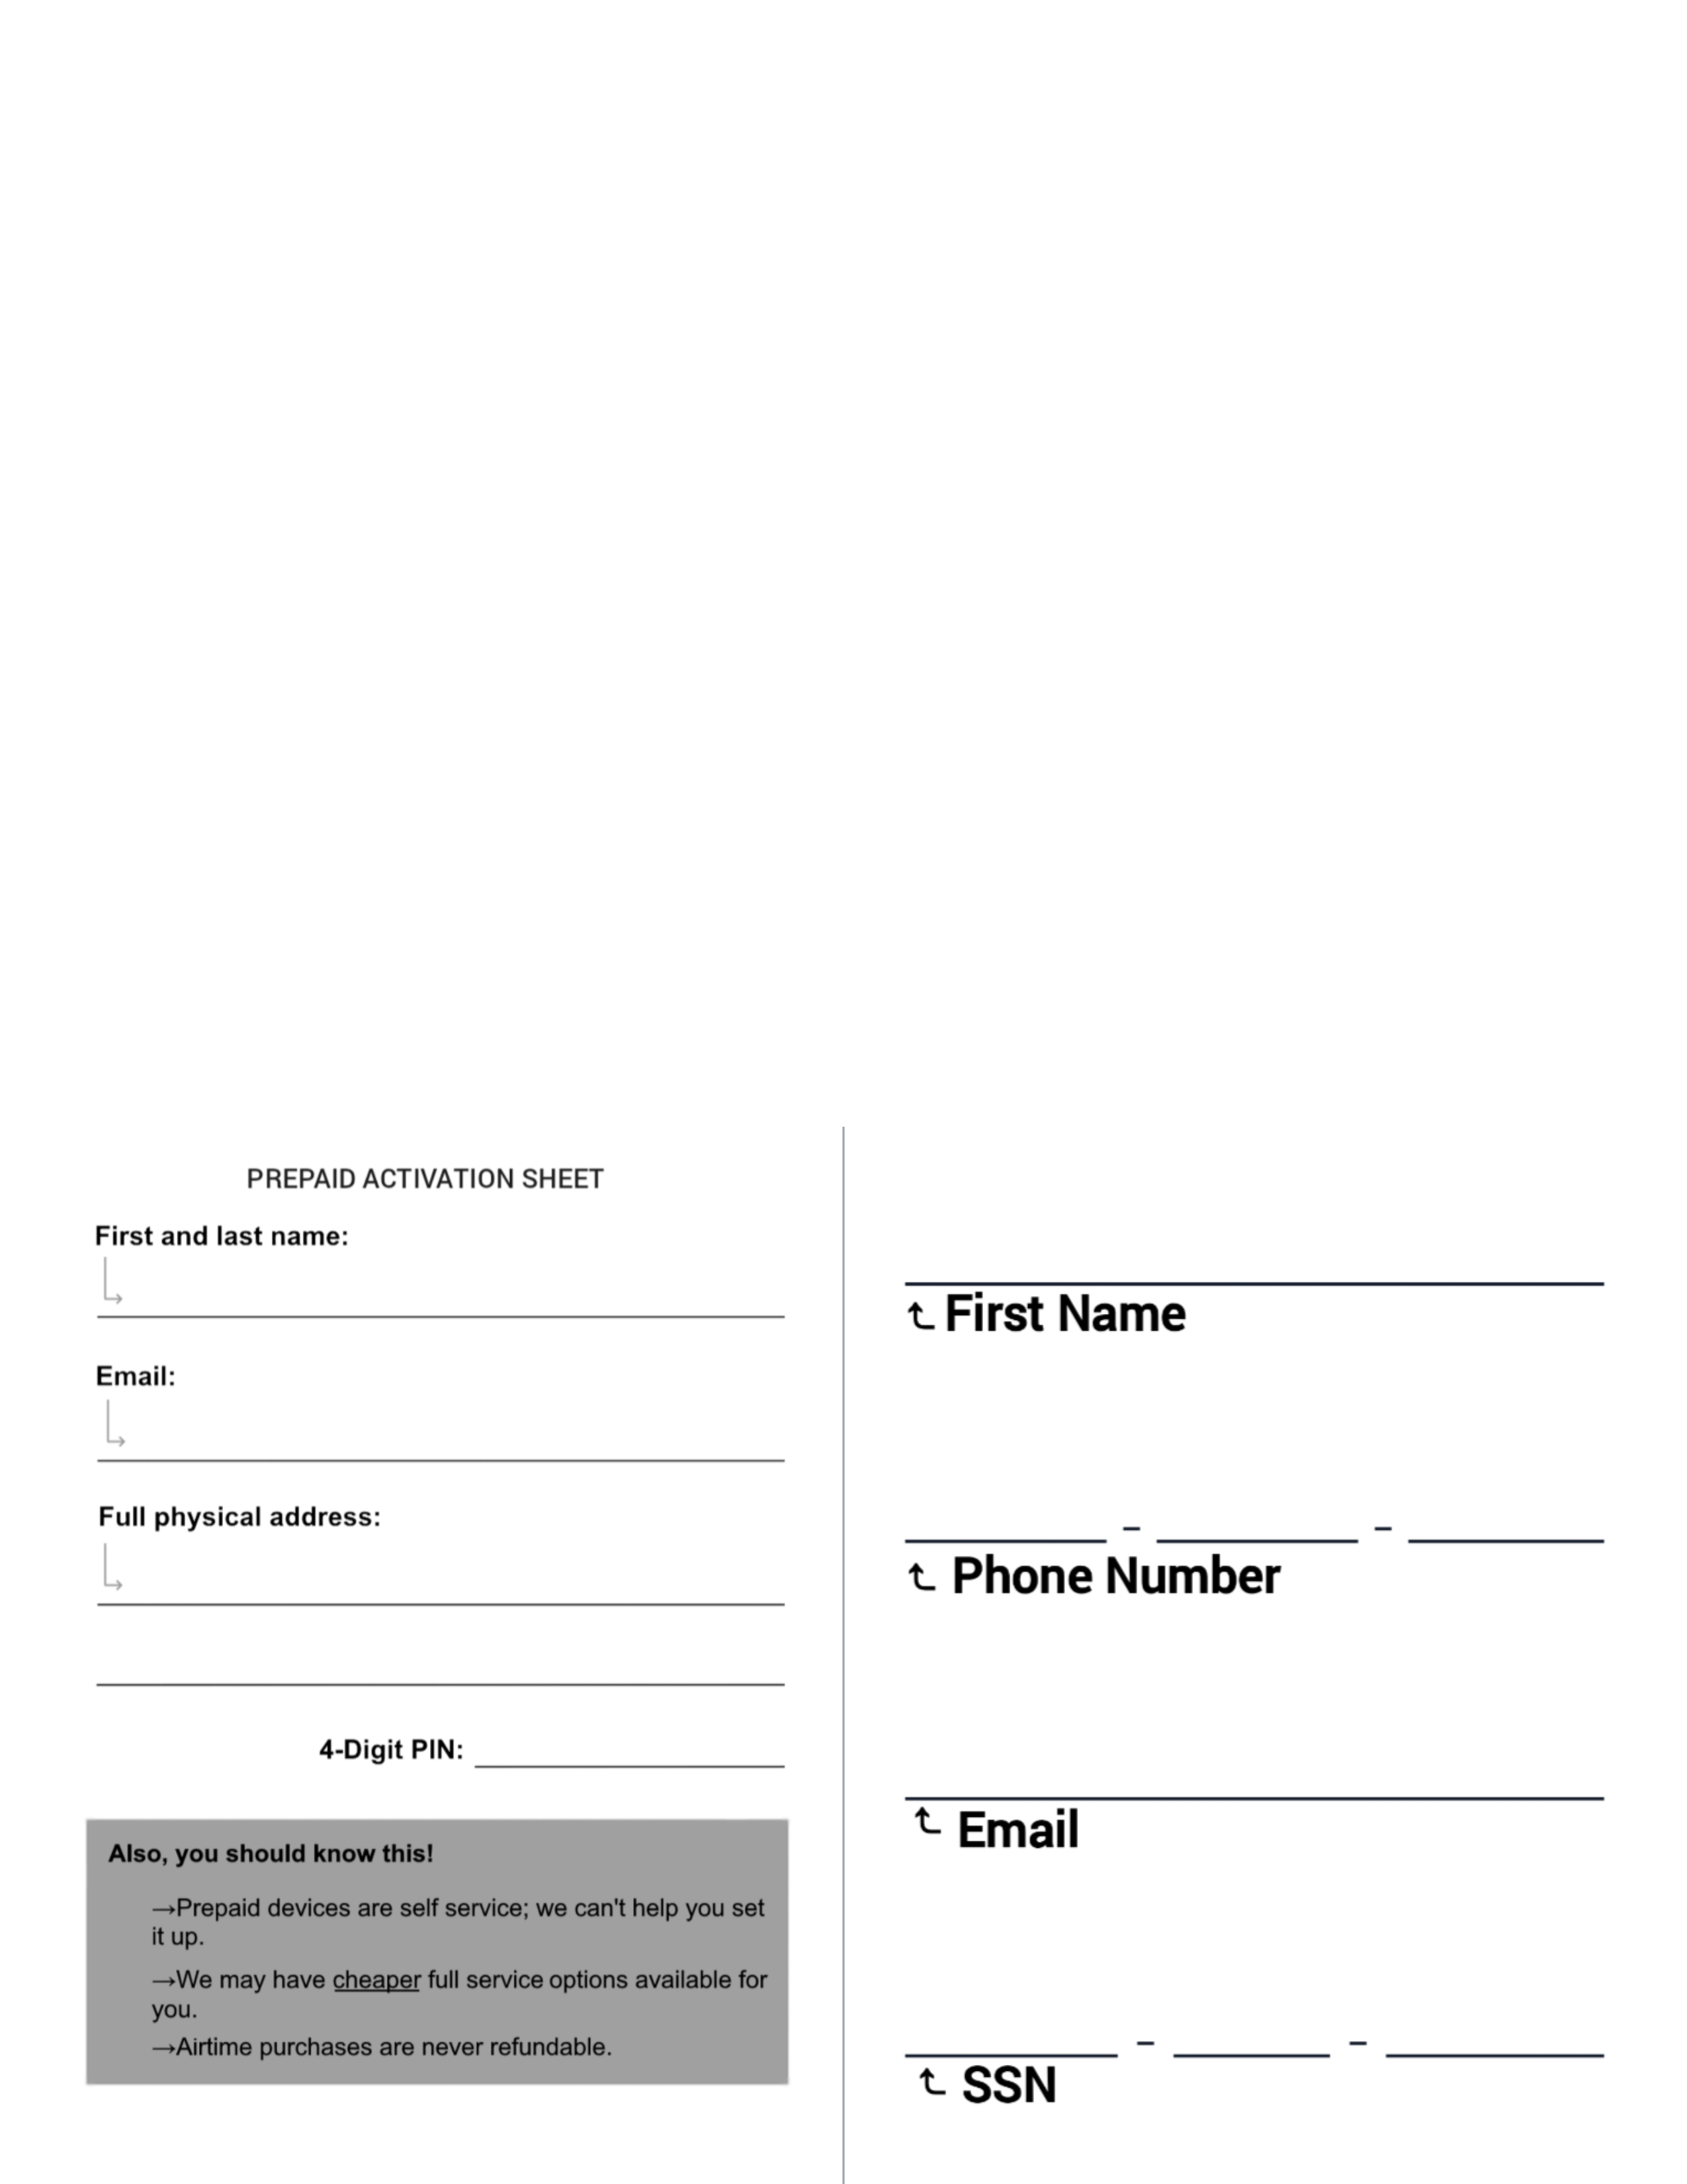 PREPAID ACTIVATION SHEET
First and last name:
Email:
Full physical address:
4-Digit PIN:
Also, you should know this!
→Prepaid devices are self service; we can't help you set
it up.
→We may have cheaper full service options available for
you.
→Airtime purchases are never refundable.
First Name
– –
Phone Number
Email
– –
SSN